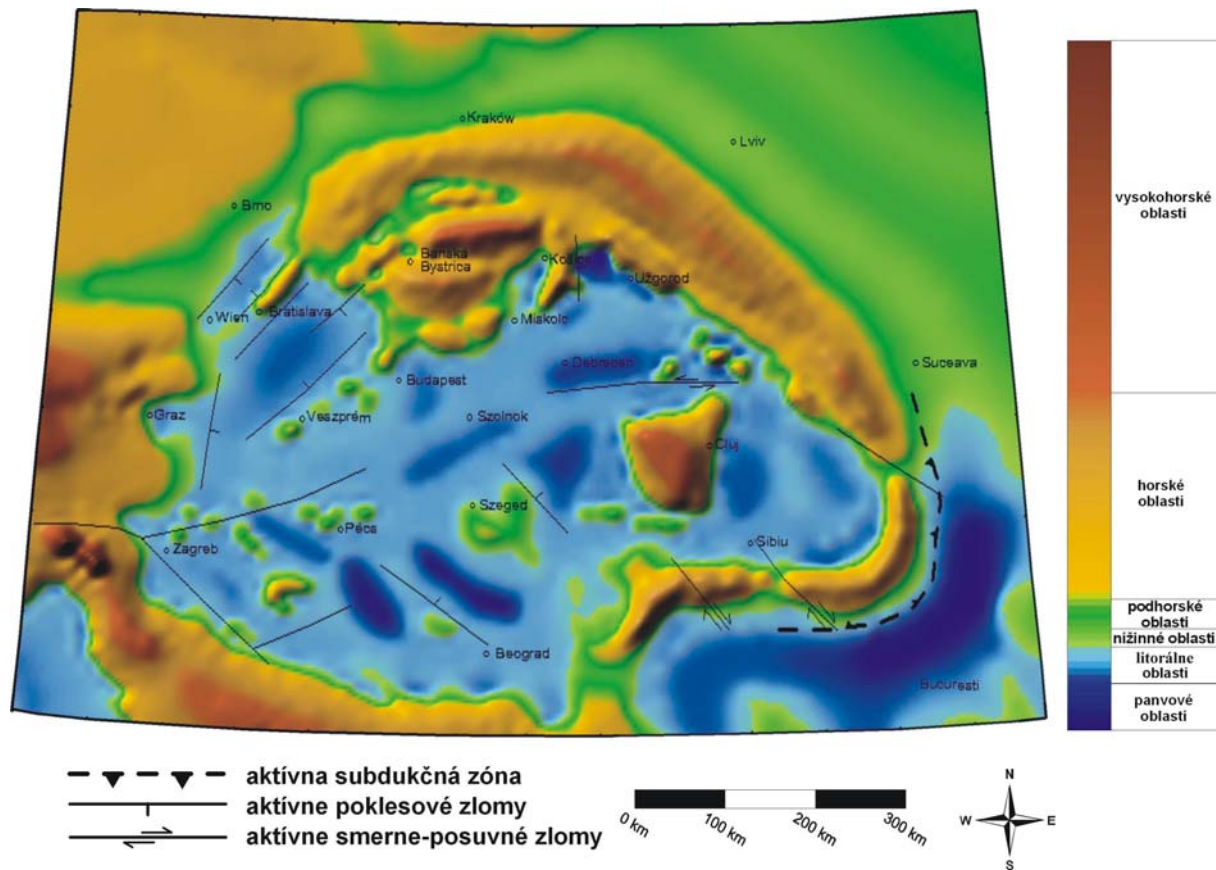 Kraków
Lviv
Brno
Banská
Bystrica
Košice
Užgorod
Wien
Bratislava
Miskolc
Debrecen
Suceava
Budapest
Graz
Veszprém
Szolnok
Cluj
Szeged
Pécs
Zagreb
Sibiu
Beograd
Bucuresti
vysokohorské
oblasti
horské
oblasti
podhorské
oblasti
nížinné oblasti
litorálne
oblasti
panvové
oblasti
aktívna subdukčná zóna
aktívne poklesové zlomy
aktívne smerne-posuvné zlomy
0 km
100 km
200 km
300 km
N
W
E
S